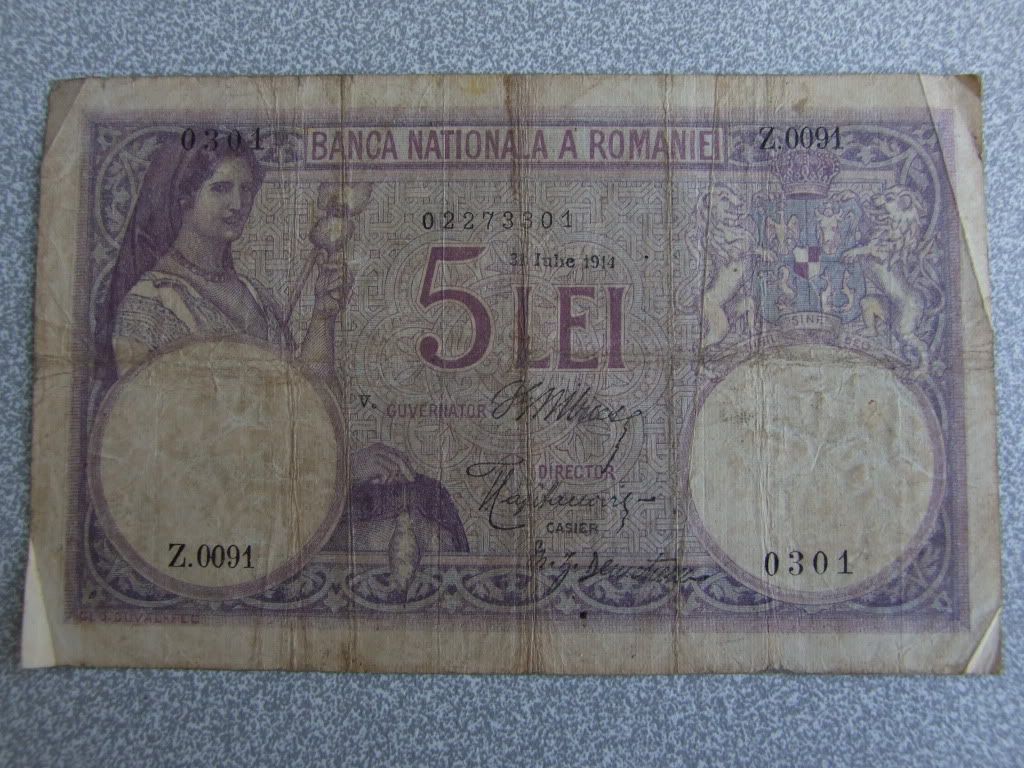 0301 BANCA NATIONALA A ROMANIEI Z.0091
02273301
31 Iulie 1914
5 LEI
V. GUVERNATOR
DIRECTOR
CASIER
Z.0091 0301